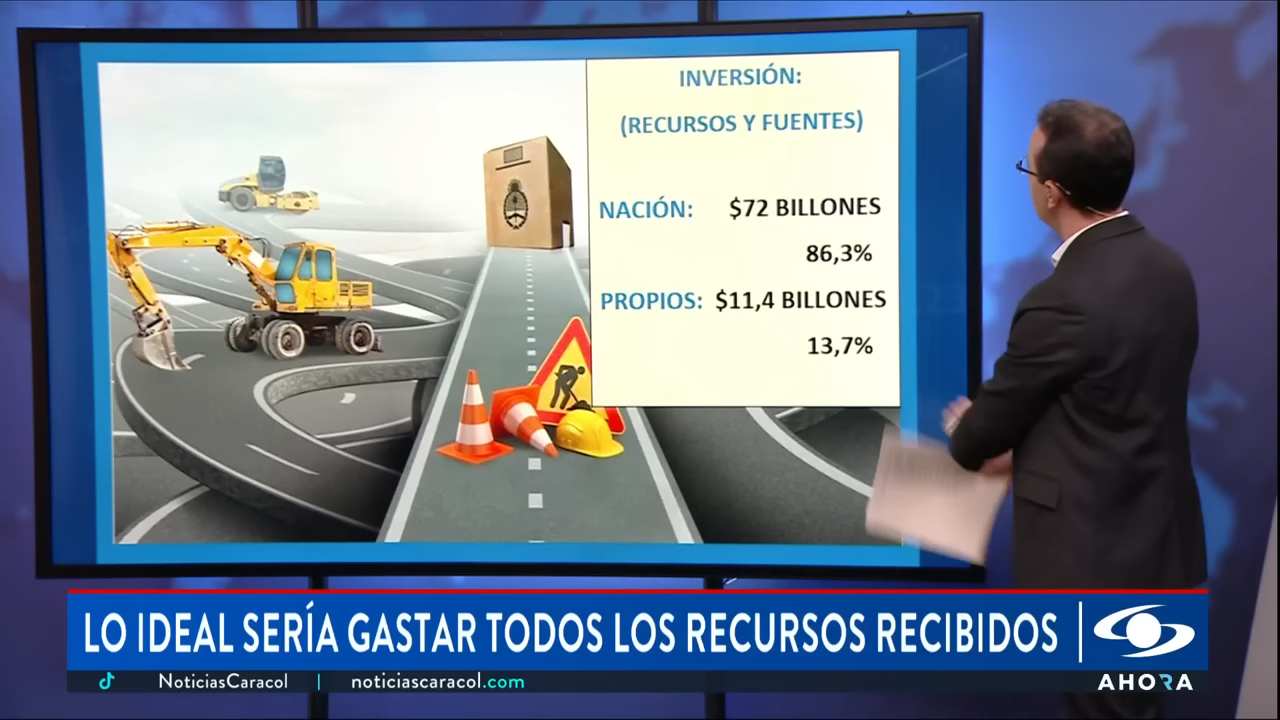 INVERSIÓN:
(RECURSOS Y FUENTES)
NACIÓN: $72 BILLONES
86,3%
PROPIOS: $11,4 BILLONES
13,7%
LO IDEAL SERÍA GASTAR TODOS LOS RECURSOS RECIBIDOS
NoticiasCaracol | noticiascaracol.com
AHORA